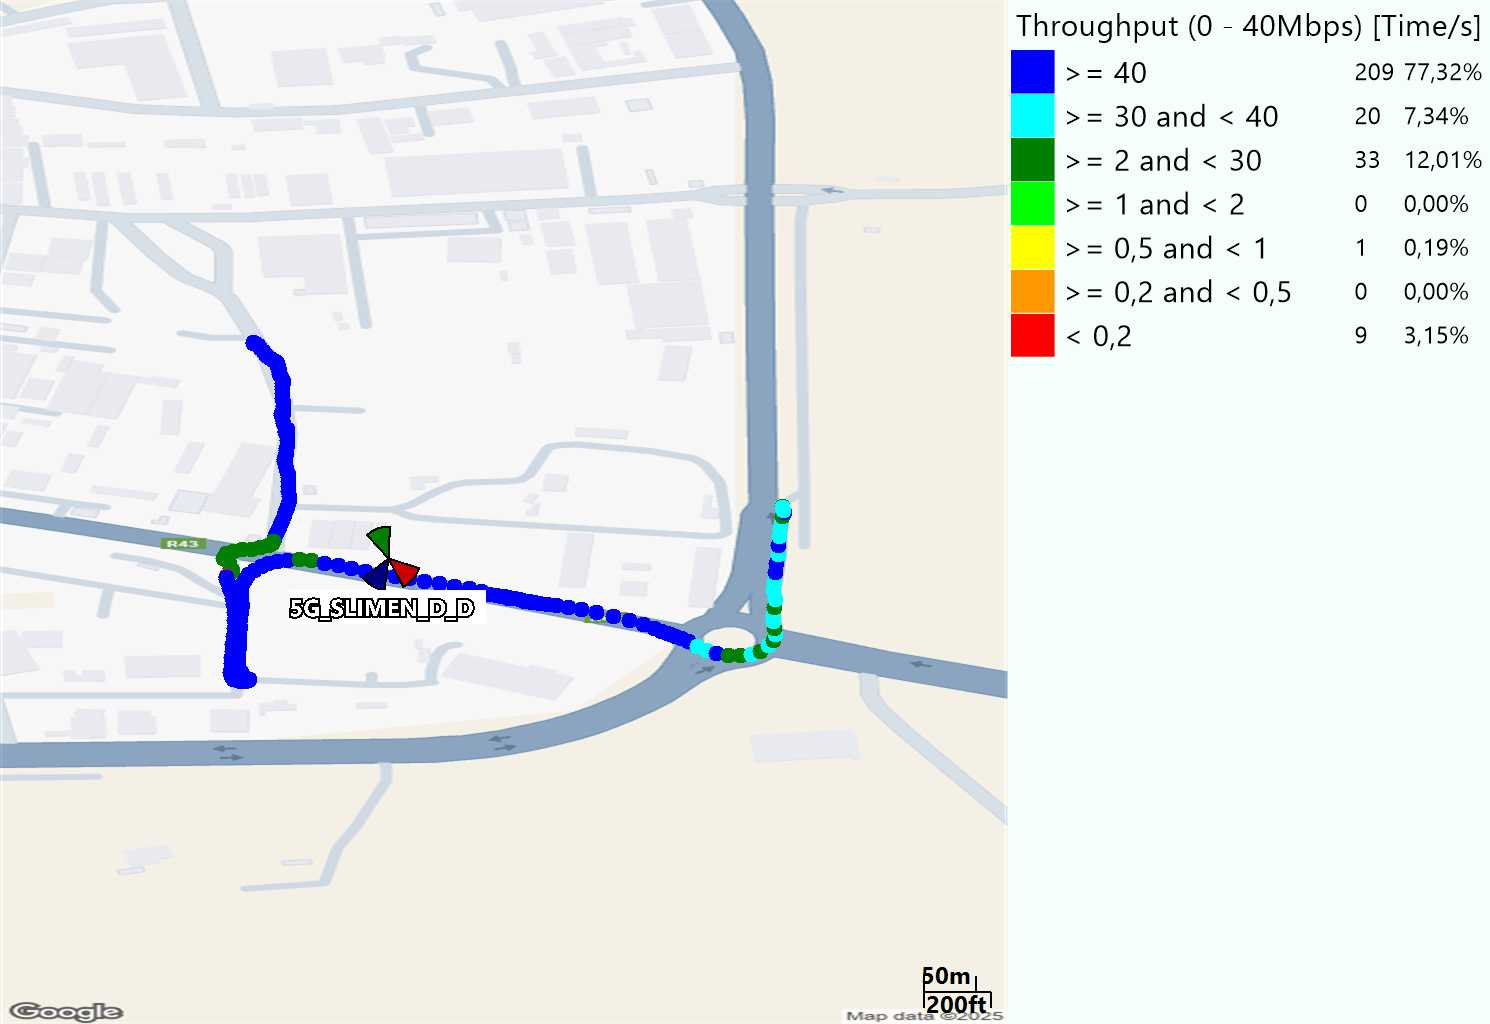 Throughput (0 - 40Mbps) [Time/s]
>= 40 209 77,32%
>= 30 and < 40 20 7,34%
>= 2 and < 30 33 12,01%
>= 1 and < 2 0 0,00%
>= 0,5 and < 1 1 0,19%
>= 0,2 and < 0,5 0 0,00%
< 0,2 9 3,15%
R43
5G_SLIMEN_D_D
50m
200ft
Google
Map data ©2025